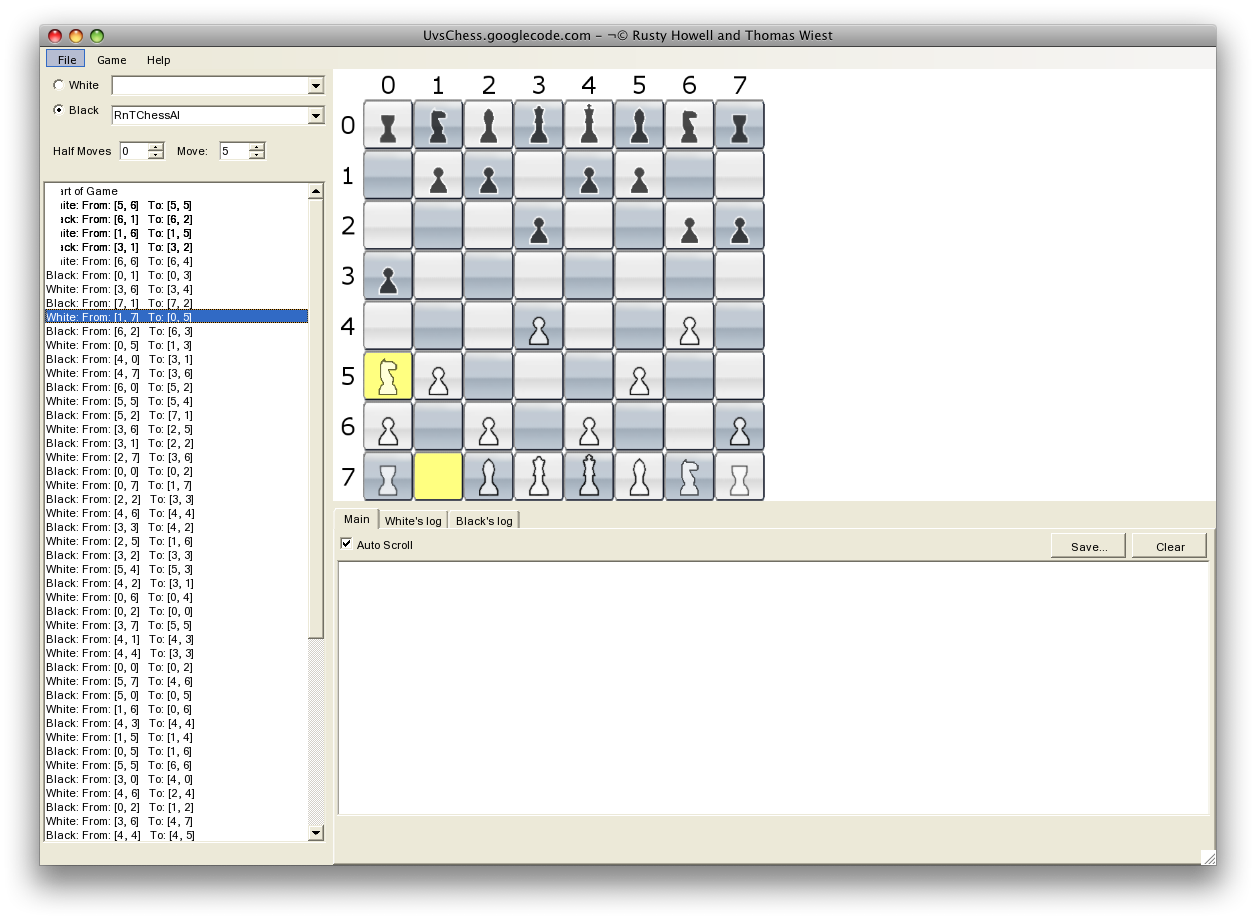 UvsChess.googlecode.com – ¬© Rusty Howell and Thomas Wiest
File Game Help
White
Black RnTChessAI
Half Moves 0 Move: 5
art of Game
ite: From: [5, 6] To: [5, 5]
ack: From: [6, 1] To: [6, 2]
ite: From: [1, 6] To: [1, 5]
ack: From: [3, 1] To: [3, 2]
ite: From: [6, 6] To: [6, 4]
Black: From: [0, 1] To: [0, 3]
White: From: [3, 6] To: [3, 4]
Black: From: [7, 1] To: [7, 2]
White: From: [1, 7] To: [0, 5]
Black: From: [6, 2] To: [6, 3]
White: From: [0, 5] To: [1, 3]
Black: From: [4, 0] To: [3, 1]
White: From: [4, 7] To: [3, 6]
Black: From: [6, 0] To: [5, 2]
White: From: [5, 5] To: [5, 4]
Black: From: [5, 2] To: [7, 1]
White: From: [3, 6] To: [2, 5]
Black: From: [3, 1] To: [2, 2]
White: From: [2, 7] To: [3, 6]
Black: From: [0, 0] To: [0, 2]
White: From: [0, 7] To: [1, 7]
Black: From: [2, 2] To: [3, 3]
White: From: [4, 6] To: [4, 4]
Black: From: [3, 3] To: [4, 2]
White: From: [2, 5] To: [1, 6]
Black: From: [3, 2] To: [3, 3]
White: From: [5, 4] To: [5, 3]
Black: From: [4, 2] To: [3, 1]
White: From: [0, 6] To: [0, 4]
Black: From: [0, 2] To: [0, 0]
White: From: [3, 7] To: [5, 5]
Black: From: [4, 1] To: [4, 3]
White: From: [4, 4] To: [3, 3]
Black: From: [0, 0] To: [0, 2]
White: From: [5, 7] To: [4, 6]
Black: From: [5, 0] To: [0, 5]
White: From: [1, 6] To: [0, 6]
Black: From: [4, 3] To: [4, 4]
White: From: [1, 5] To: [1, 4]
Black: From: [0, 5] To: [1, 6]
White: From: [5, 5] To: [6, 6]
Black: From: [3, 0] To: [4, 0]
White: From: [4, 6] To: [2, 4]
Black: From: [0, 2] To: [1, 2]
White: From: [3, 6] To: [4, 7]
Black: From: [4, 4] To: [4, 5]
0 1 2 3 4 5 6 7
0
1
2
3
4
5
6
7
Main White's log Black's log
Auto Scroll Save... Clear